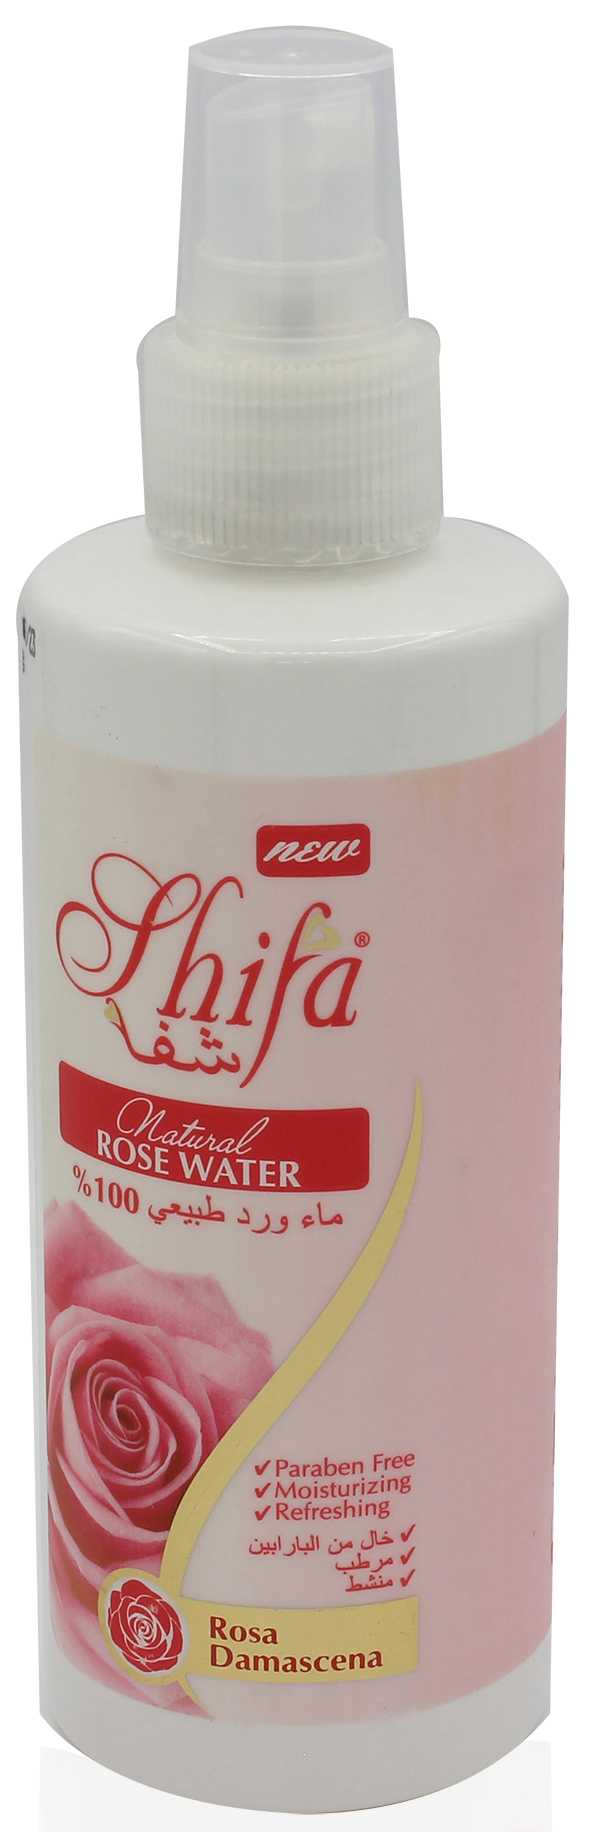 /23
new
Shifa®
شفا
Natural
ROSE WATER
ماء ورد طبيعي 100%
✓ Paraben Free
✓ Moisturizing
✓ Refreshing
✓ خال من البارابين
✓ مرطب
✓ منشط
Rosa
Damascena